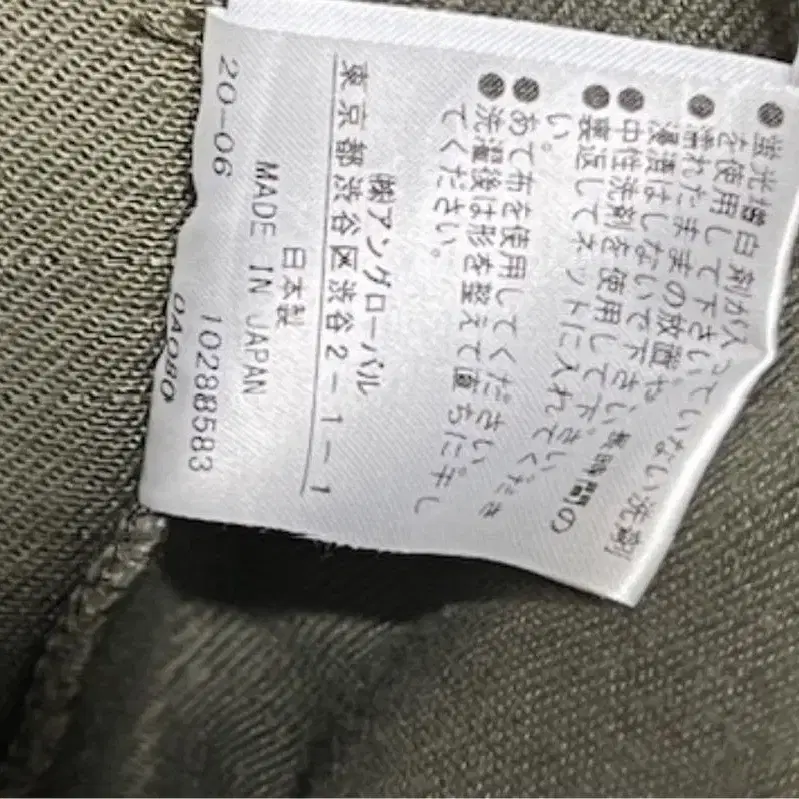 ●蛍光増白剤が入っていない洗剤
を使用して下さい。
●濡れたままの放置や、長時間の
浸漬はしないで下さい。
●中性洗剤を使用して下さい。
●裏返してネットに入れてくださ
い。
●あて布を使用してください。
●洗濯後は形を整えて直ちに干し
てください。
㈱アングローバル
東京都渋谷区渋谷2-1-1
日本製
MADE IN JAPAN
10288583
20-06
0A080